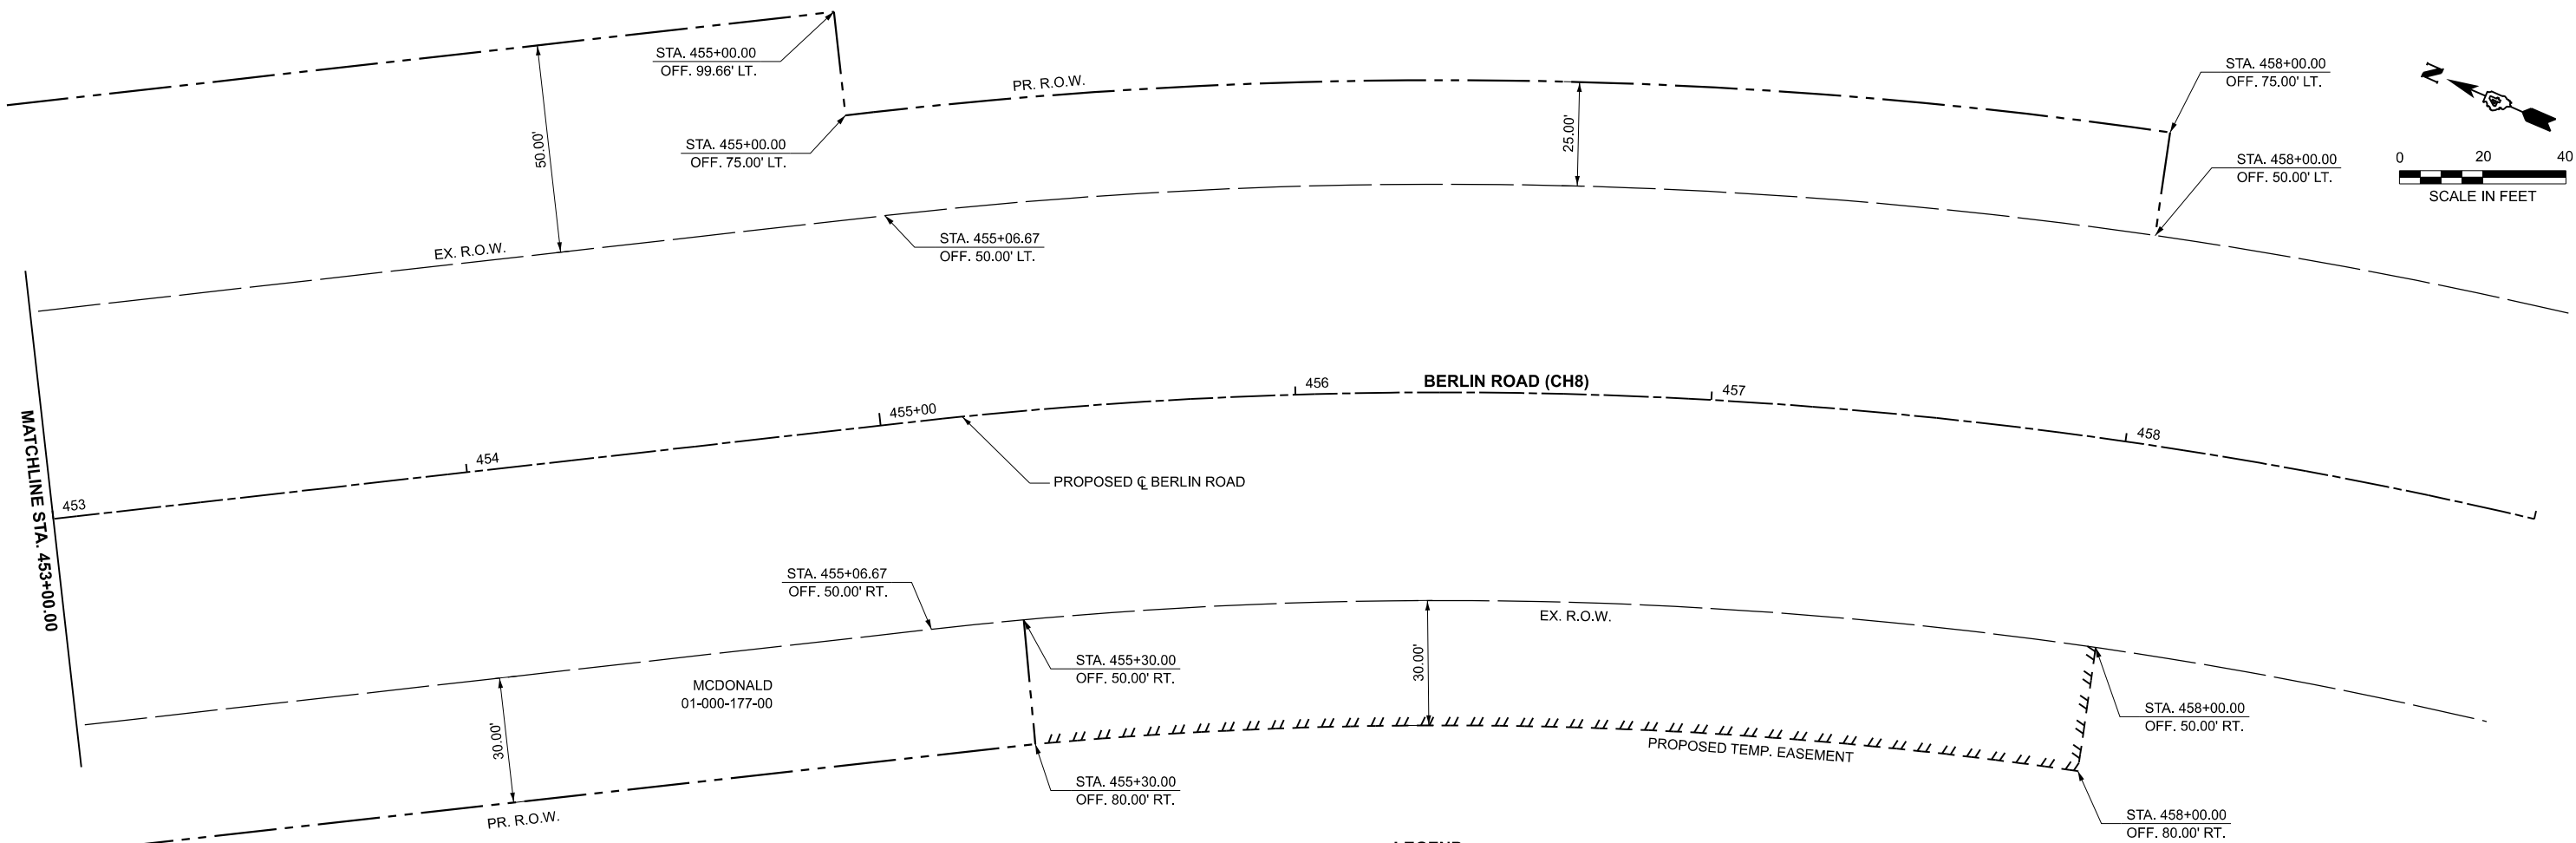 STA. 455+00.00
OFF. 99.66' LT.
PR. R.O.W.
STA. 458+00.00
OFF. 75.00' LT.
N
50.00'
STA. 455+00.00
OFF. 75.00' LT.
25.00'
STA. 458+00.00
OFF. 50.00' LT.
0 20 40
SCALE IN FEET
EX. R.O.W.
STA. 455+06.67
OFF. 50.00' LT.
MATCHLINE STA. 453+00.00
453
454
455+00
456
BERLIN ROAD (CH8)
457
458
PROPOSED ℄ BERLIN ROAD
STA. 455+06.67
OFF. 50.00' RT.
EX. R.O.W.
MCDONALD
01-000-177-00
STA. 455+30.00
OFF. 50.00' RT.
30.00'
30.00'
STA. 458+00.00
OFF. 50.00' RT.
PROPOSED TEMP. EASEMENT
PR. R.O.W.
STA. 455+30.00
OFF. 80.00' RT.
STA. 458+00.00
OFF. 80.00' RT.